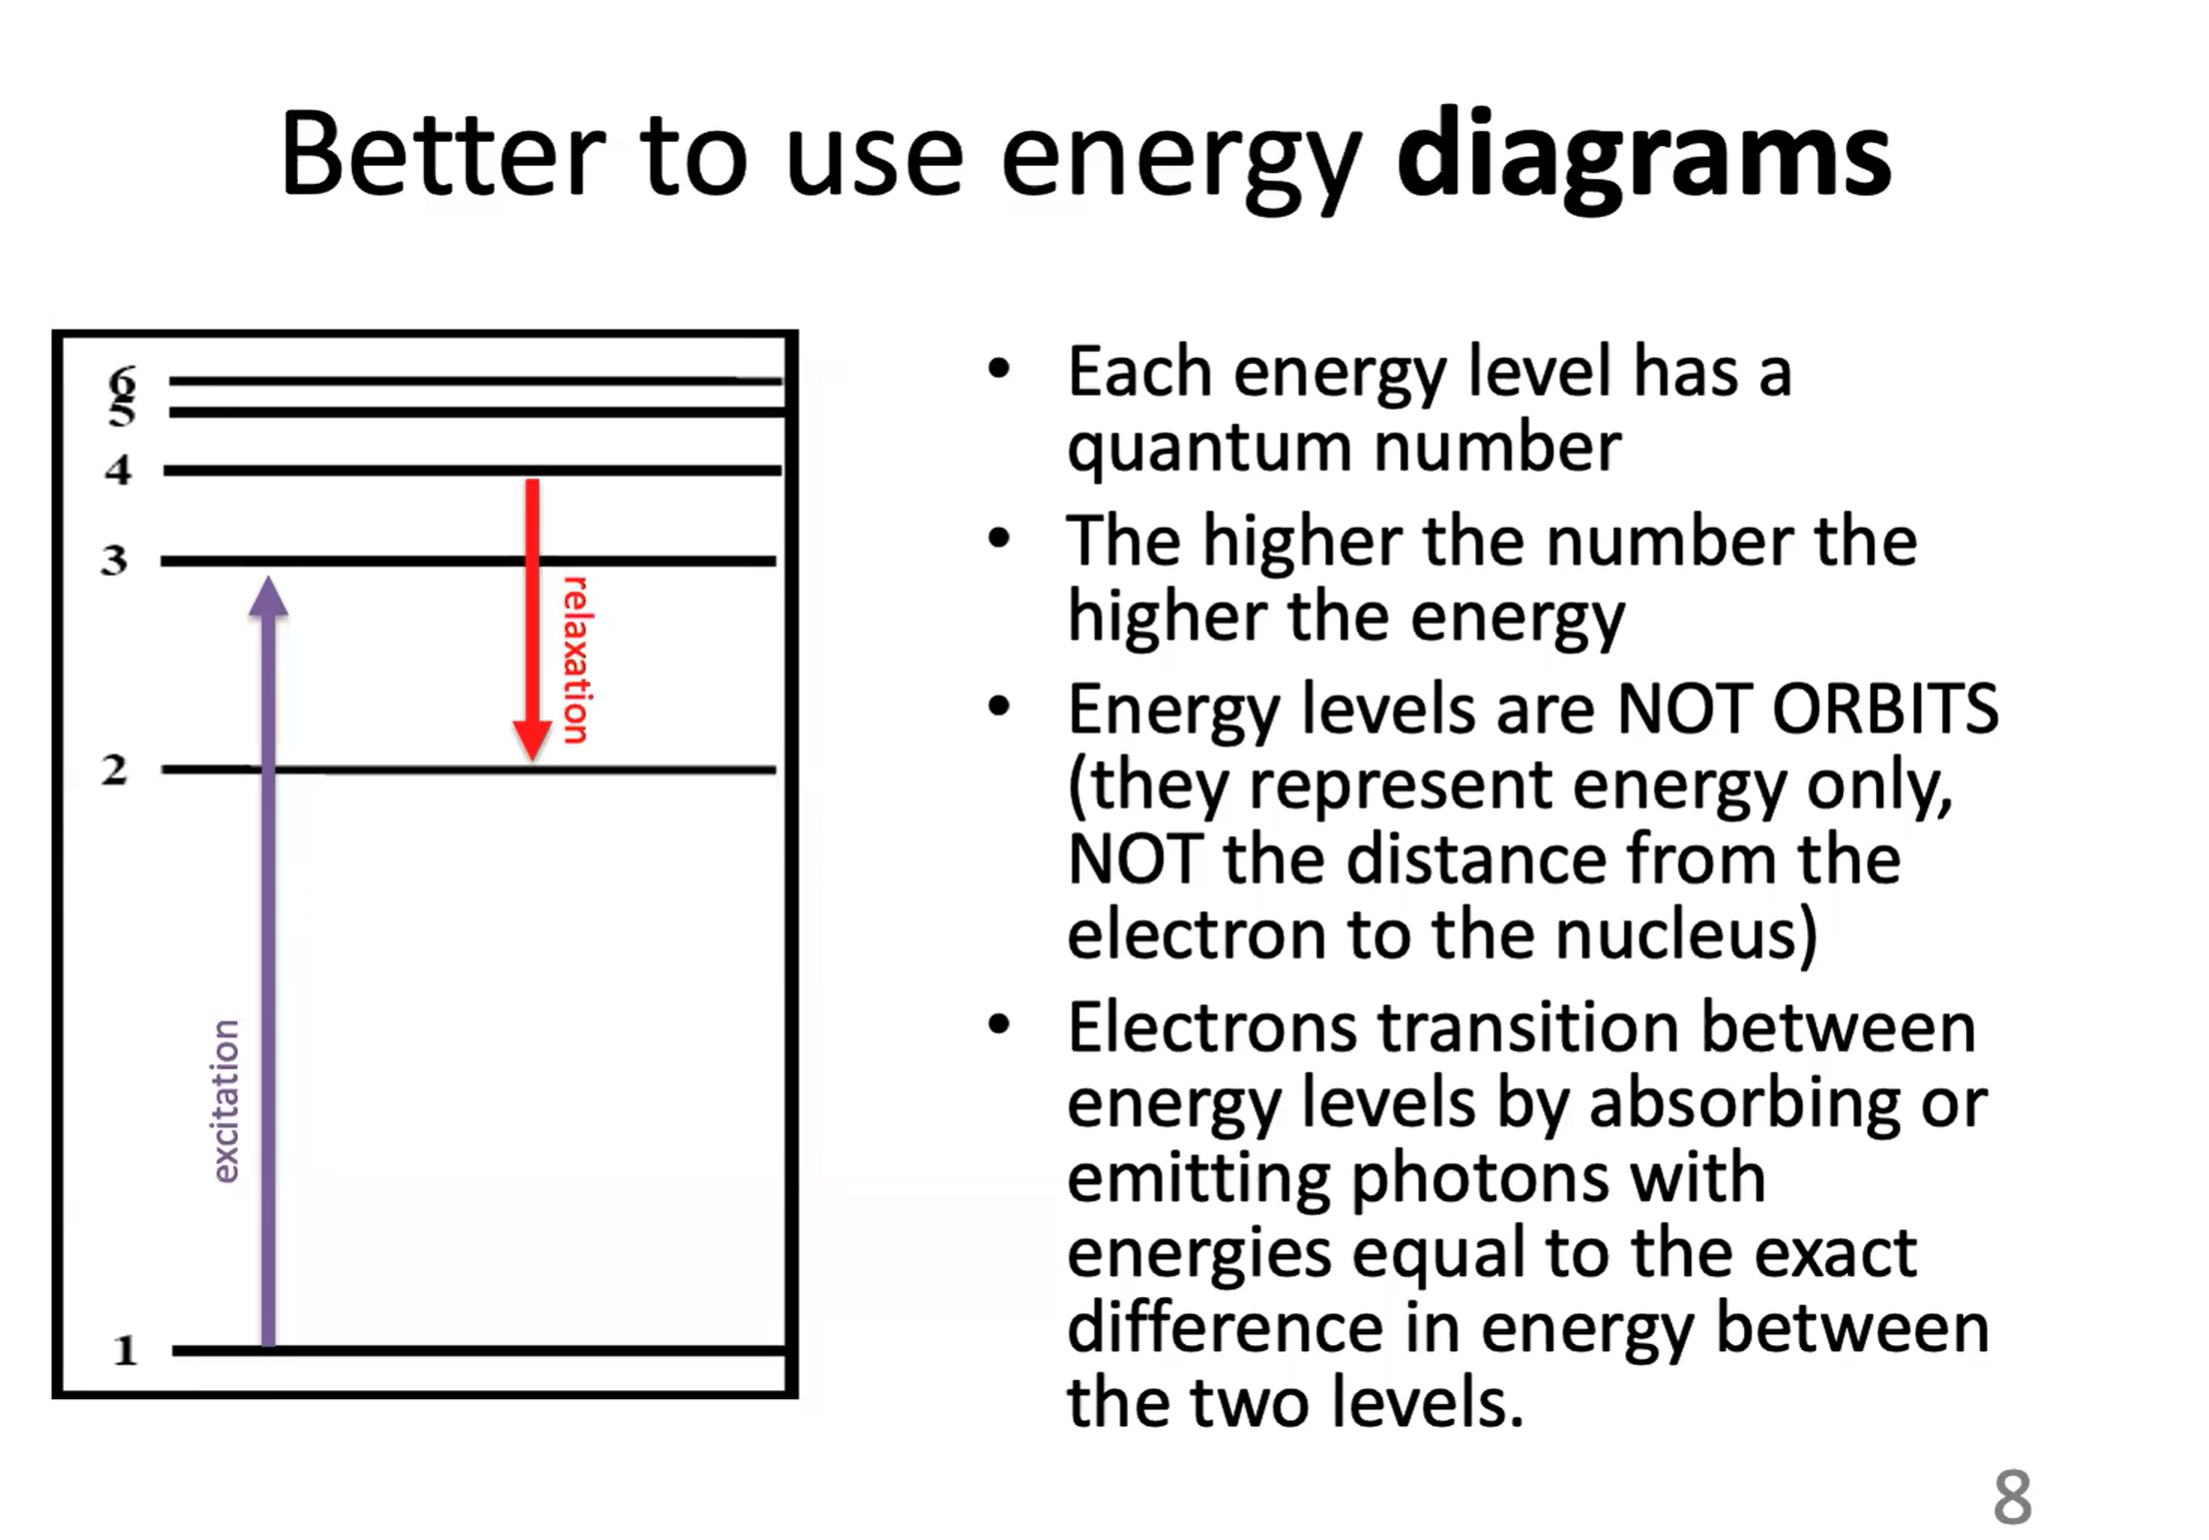 Better to use energy diagrams
6
5
4
3
relaxation
2
excitation
1
• Each energy level has a
quantum number
• The higher the number the
higher the energy
• Energy levels are NOT ORBITS
(they represent energy only,
NOT the distance from the
electron to the nucleus)
• Electrons transition between
energy levels by absorbing or
emitting photons with
energies equal to the exact
difference in energy between
the two levels.
8